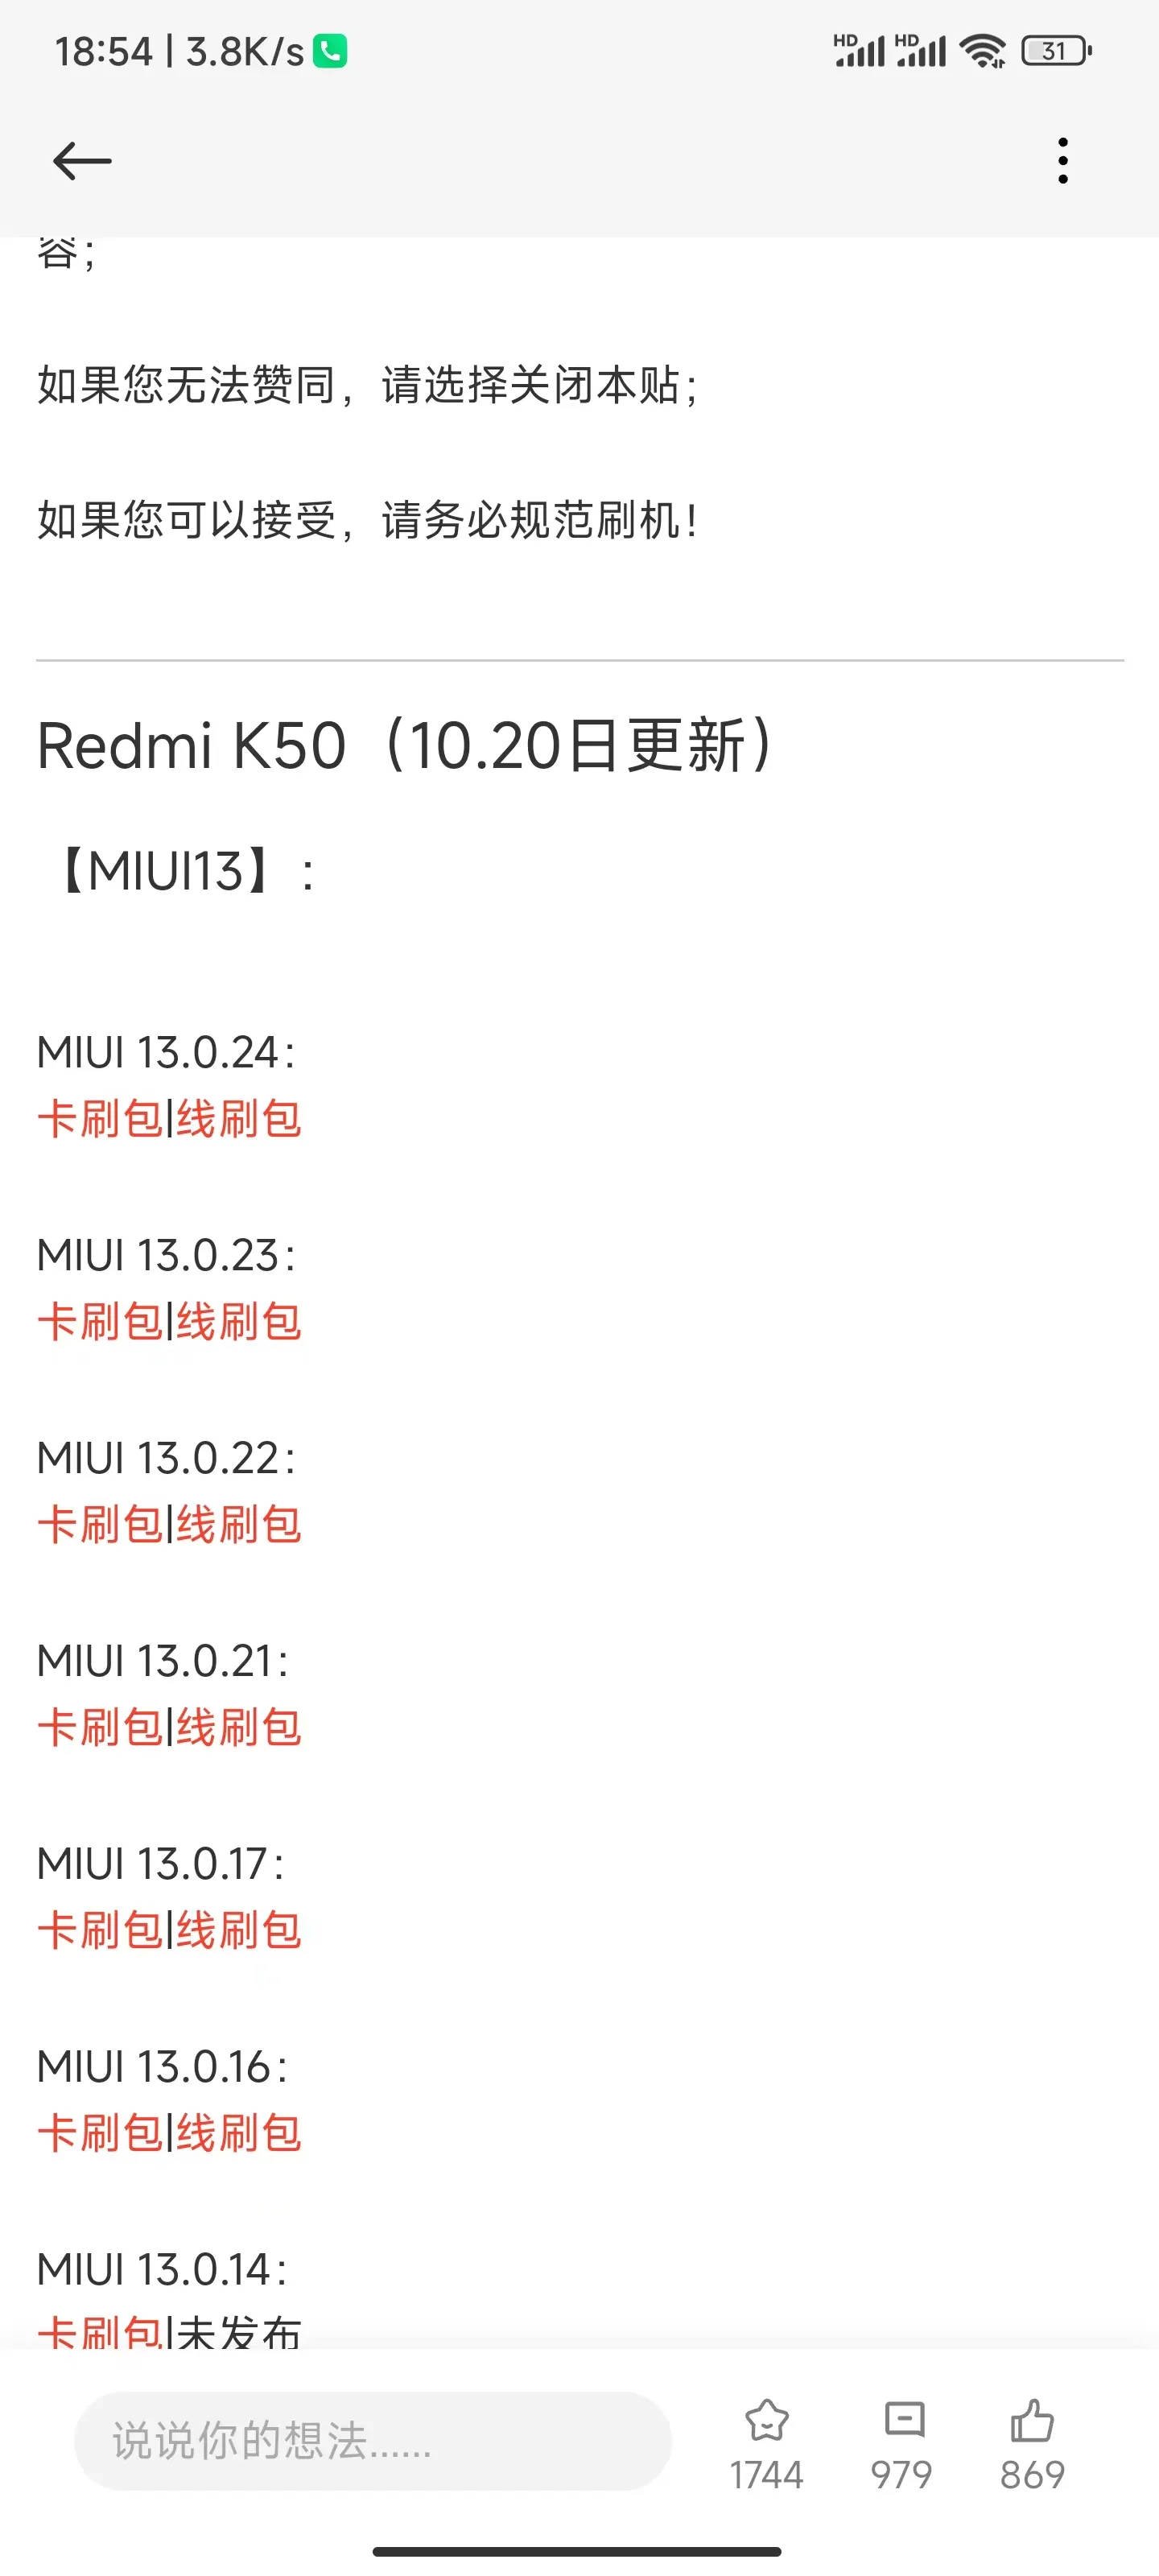 18:54 | 3.8K/s
HD HD 31
容；
如果您无法赞同，请选择关闭本贴；
如果您可以接受，请务必规范刷机！
Redmi K50（10.20日更新）
【MIUI13】：
MIUI 13.0.24：
卡刷包|线刷包
MIUI 13.0.23：
卡刷包|线刷包
MIUI 13.0.22：
卡刷包|线刷包
MIUI 13.0.21：
卡刷包|线刷包
MIUI 13.0.17：
卡刷包|线刷包
MIUI 13.0.16：
卡刷包|线刷包
MIUI 13.0.14：
卡刷包|未发布
说说你的想法......
1744 979 869